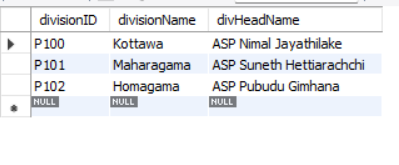 divisionID divisionName divHeadName
P100 Kottawa ASP Nimal Jayathilake
P101 Maharagama ASP Suneth Hettiarachchi
P102 Homagama ASP Pubudu Gimhana
NULL NULL NULL